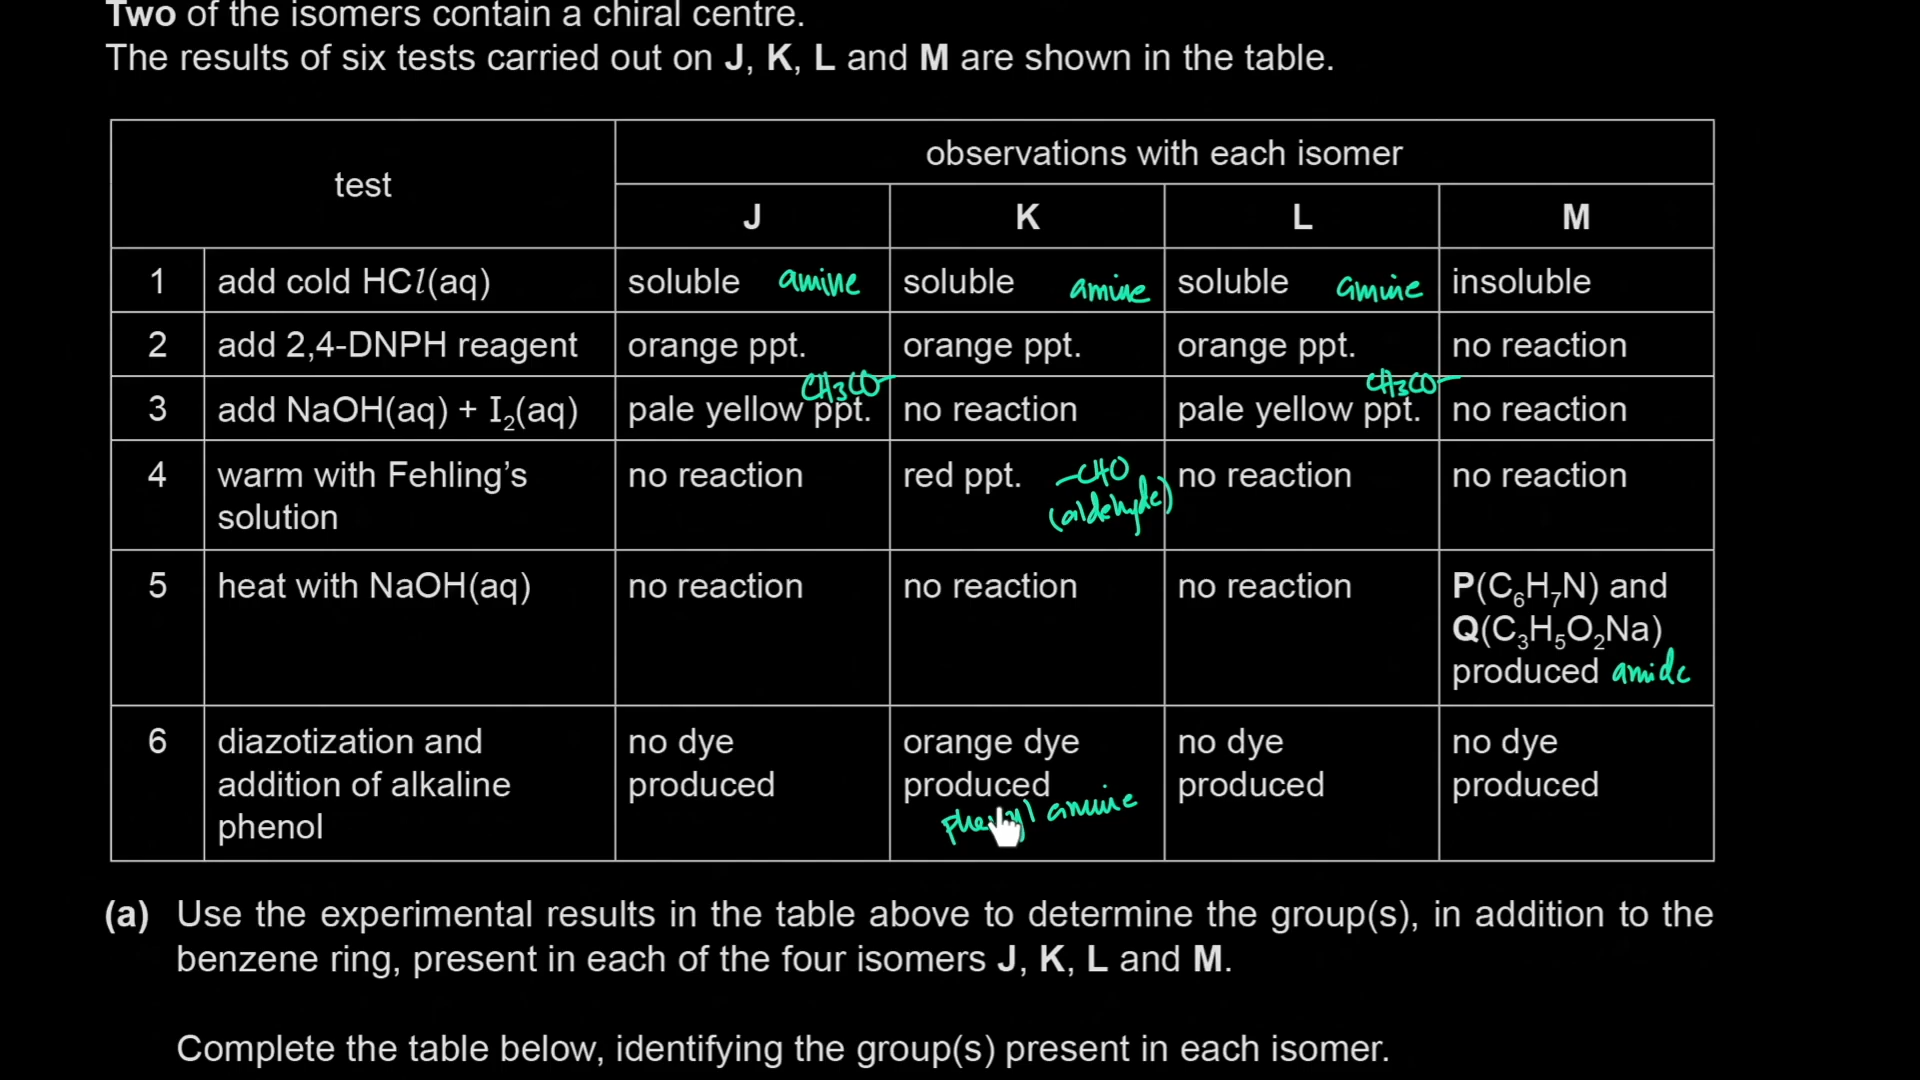 Two of the isomers contain a chiral centre.
The results of six tests carried out on J, K, L and M are shown in the table.
test
observations with each isomer
J K L M
1 add cold HCl(aq) soluble amine soluble amine soluble amine insoluble
2 add 2,4-DNPH reagent orange ppt. orange ppt. orange ppt. no reaction
CH3CO- CH3CO-
3 add NaOH(aq) + I₂(aq) pale yellow ppt. no reaction pale yellow ppt. no reaction
4 warm with Fehling’s solution no reaction red ppt. -CHO (aldehyde) no reaction no reaction
5 heat with NaOH(aq) no reaction no reaction no reaction P(C₆H₇N) and
Q(C₃H₅O₂Na)
produced amide
6 diazotization and addition of alkaline phenol no dye produced orange dye produced no dye produced no dye produced
phenyl amine
(a) Use the experimental results in the table above to determine the group(s), in addition to the
benzene ring, present in each of the four isomers J, K, L and M.
Complete the table below, identifying the group(s) present in each isomer.